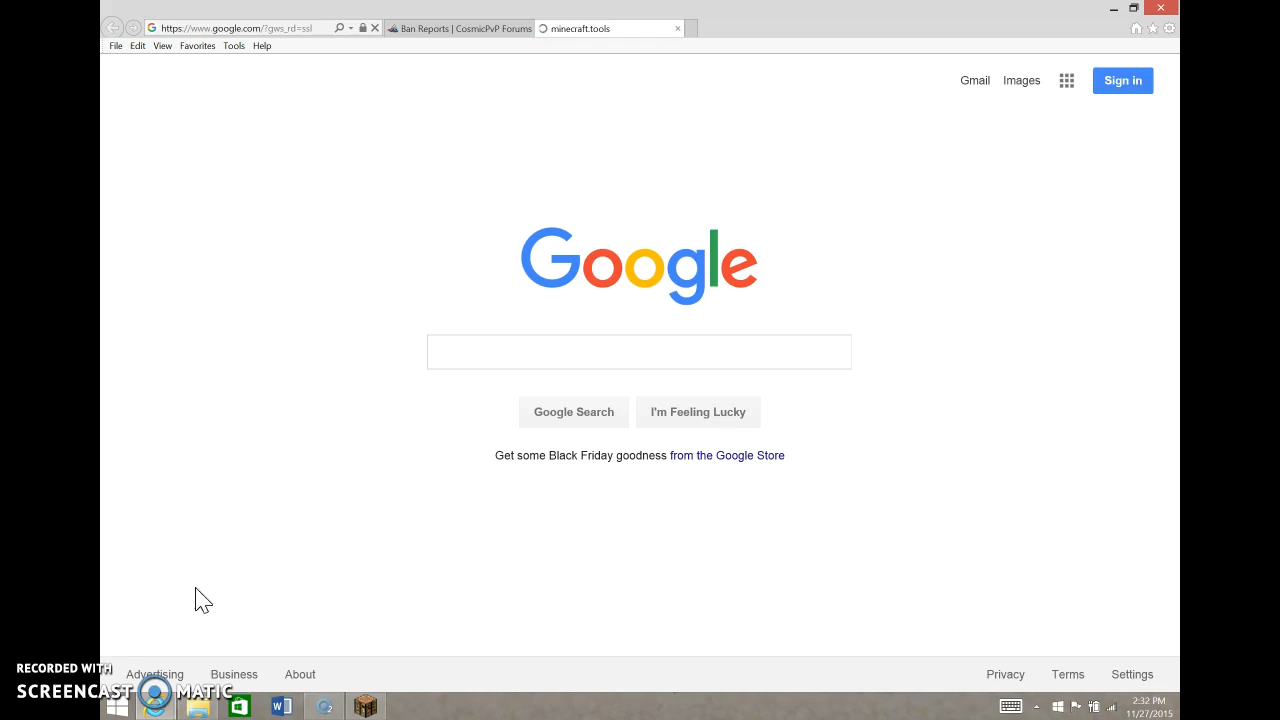 https://www.google.com/?gws_rd=ssl
Ban Reports | CosmicPvP Forums
minecraft.tools
File Edit View Favorites Tools Help
Gmail Images Sign in
Google
Google Search I'm Feeling Lucky
Get some Black Friday goodness from the Google Store
Advertising Business About Privacy Terms Settings
RECORDED WITH
SCREENCAST MATIC
2:32 PM
11/27/2015